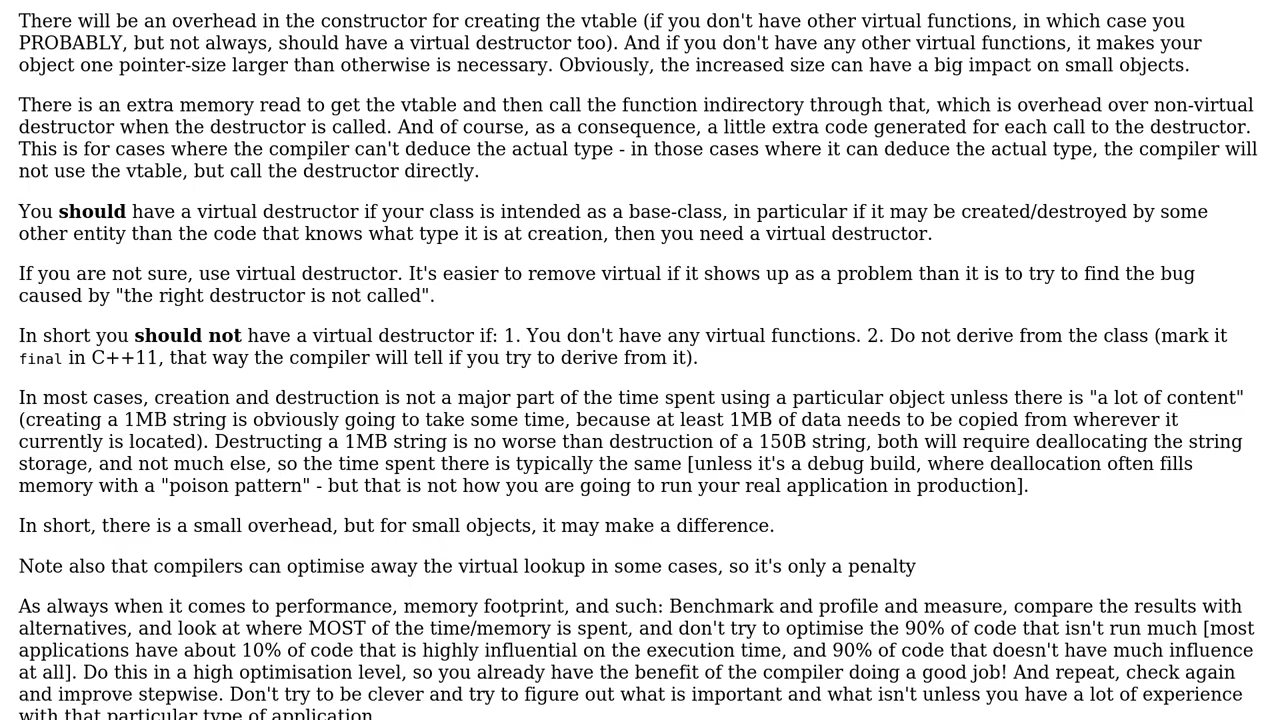 There will be an overhead in the constructor for creating the vtable (if you don't have other virtual functions, in which case you
PROBABLY, but not always, should have a virtual destructor too). And if you don't have any other virtual functions, it makes your
object one pointer-size larger than otherwise is necessary. Obviously, the increased size can have a big impact on small objects.
There is an extra memory read to get the vtable and then call the function indirectory through that, which is overhead over non-virtual
destructor when the destructor is called. And of course, as a consequence, a little extra code generated for each call to the destructor.
This is for cases where the compiler can't deduce the actual type - in those cases where it can deduce the actual type, the compiler will
not use the vtable, but call the destructor directly.
You should have a virtual destructor if your class is intended as a base-class, in particular if it may be created/destroyed by some
other entity than the code that knows what type it is at creation, then you need a virtual destructor.
If you are not sure, use virtual destructor. It's easier to remove virtual if it shows up as a problem than it is to try to find the bug
caused by "the right destructor is not called".
In short you should not have a virtual destructor if: 1. You don't have any virtual functions. 2. Do not derive from the class (mark it
final in C++11, that way the compiler will tell if you try to derive from it).
In most cases, creation and destruction is not a major part of the time spent using a particular object unless there is "a lot of content"
(creating a 1MB string is obviously going to take some time, because at least 1MB of data needs to be copied from wherever it
currently is located). Destructing a 1MB string is no worse than destruction of a 150B string, both will require deallocating the string
storage, and not much else, so the time spent there is typically the same [unless it's a debug build, where deallocation often fills
memory with a "poison pattern" - but that is not how you are going to run your real application in production].
In short, there is a small overhead, but for small objects, it may make a difference.
Note also that compilers can optimise away the virtual lookup in some cases, so it's only a penalty
As always when it comes to performance, memory footprint, and such: Benchmark and profile and measure, compare the results with
alternatives, and look at where MOST of the time/memory is spent, and don't try to optimise the 90% of code that isn't run much [most
applications have about 10% of code that is highly influential on the execution time, and 90% of code that doesn't have much influence
at all]. Do this in a high optimisation level, so you already have the benefit of the compiler doing a good job! And repeat, check again
and improve stepwise. Don't try to be clever and try to figure out what is important and what isn't unless you have a lot of experience
with that particular type of application.